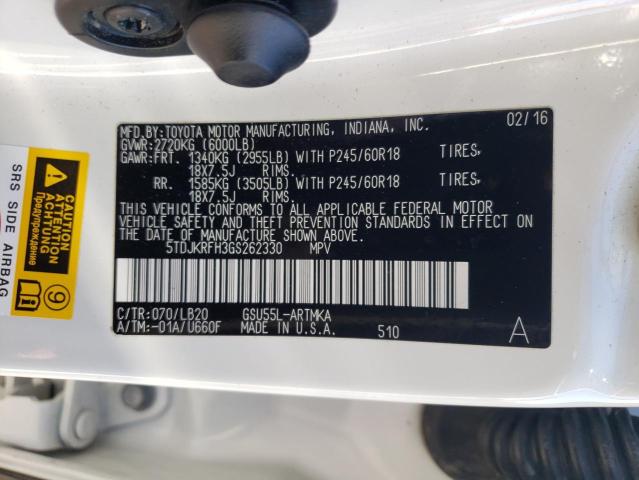 MFD.BY:TOYOTA MOTOR MANUFACTURING, INDIANA, INC. 02/16
GVWR:2720KG (6000LB)
GAWR:FRT. 1340KG (2955LB) WITH P245/60R18 TIRES,
18X7.5J RIMS.
RR. 1585KG (3505LB) WITH P245/60R18 TIRES,
18X7.5J RIMS.
THIS VEHICLE CONFORMS TO ALL APPLICABLE FEDERAL MOTOR
VEHICLE SAFETY AND THEFT PREVENTION STANDARDS IN EFFECT ON
THE DATE OF MANUFACTURE SHOWN ABOVE.
5TDJKRFH3GS262330 MPV
C/TR:070/LB20 GSU55L-ARTMKA
A/TM:-01A/U660F MADE IN U.S.A. 510 A
SRS SIDE AIRBAG
CAUTION
ATTENTION
ACHTUNG
Предупреждение
9